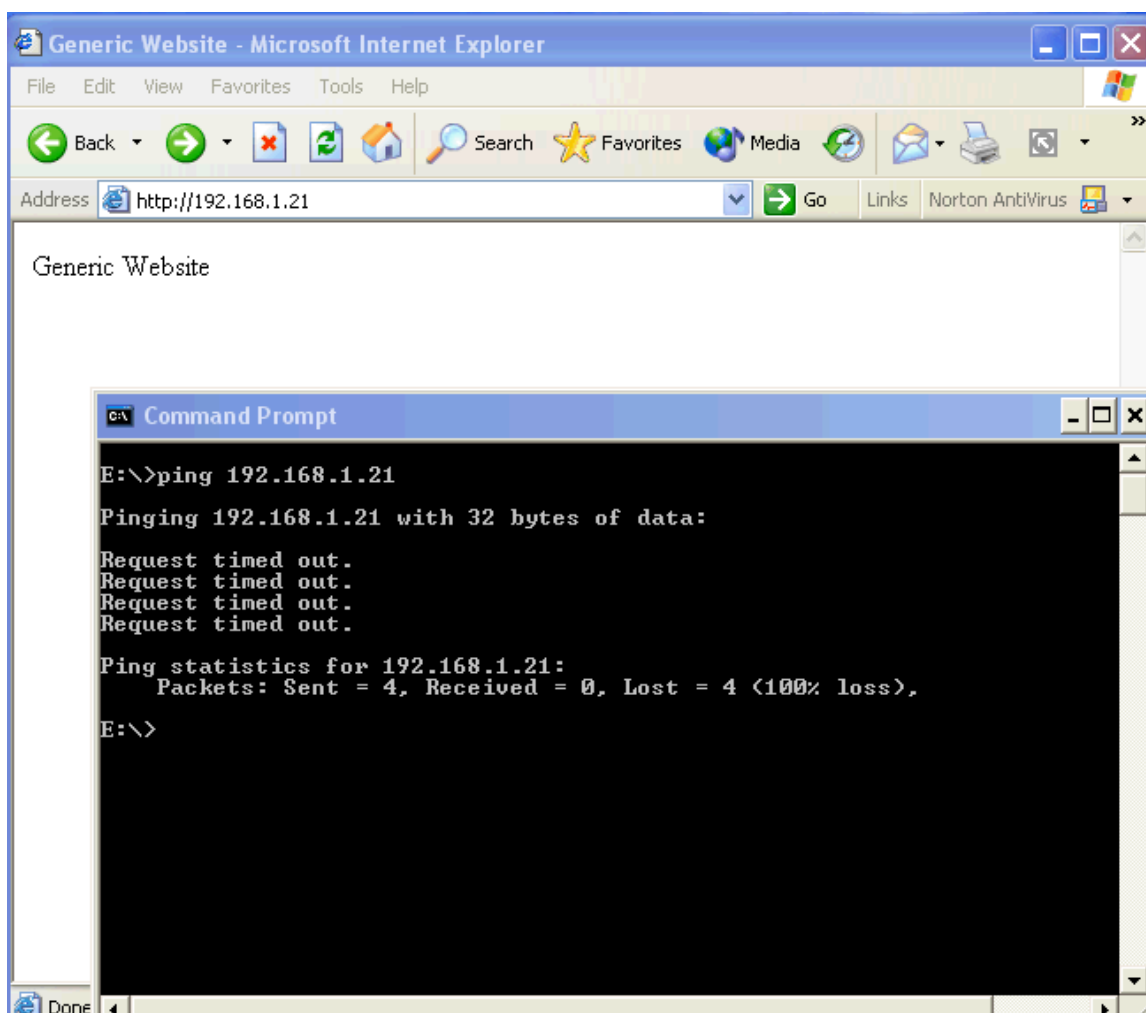 Generic Website - Microsoft Internet Explorer
File Edit View Favorites Tools Help
Back Search Favorites Media »
Address http://192.168.1.21 Go Links Norton AntiVirus
Generic Website
C:\ Command Prompt
E:\>ping 192.168.1.21
Pinging 192.168.1.21 with 32 bytes of data:
Request timed out.
Request timed out.
Request timed out.
Request timed out.
Ping statistics for 192.168.1.21:
Packets: Sent = 4, Received = 0, Lost = 4 (100% loss),
E:\>
Done